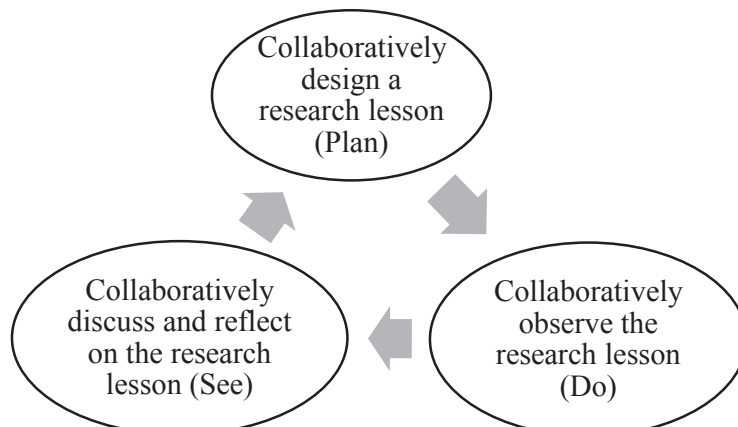 Collaboratively
design a
research lesson
(Plan)
Collaboratively
observe the
research lesson
(Do)
Collaboratively
discuss and reflect
on the research
lesson (See)